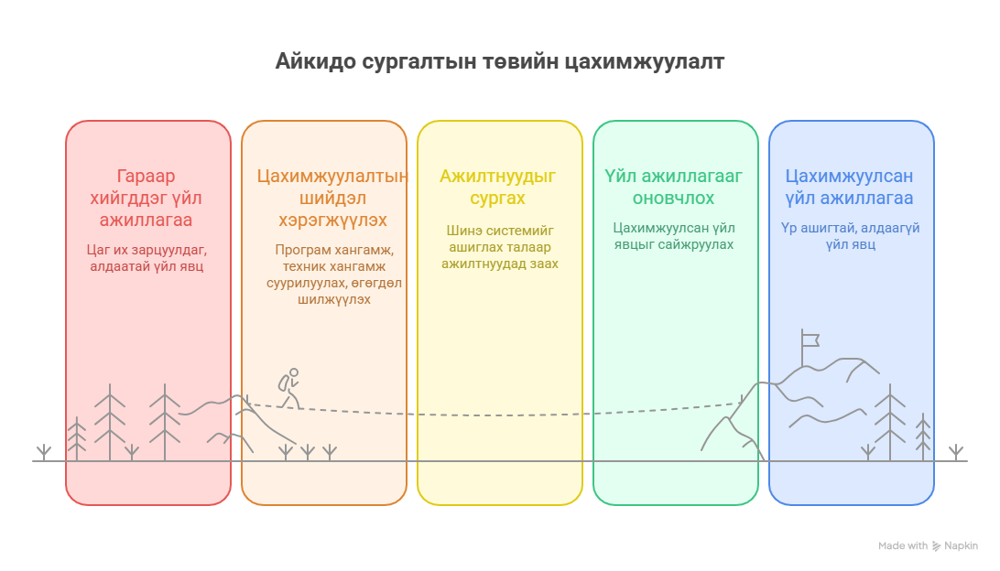 Айкидо сургалтын төвийн цахимжуулалт
Гараар
хийгддэг үйл
ажиллагаа
Цаг их зарцуулдаг,
алдаатай үйл явц
Цахимжуулалтын
шийдэл
хэрэгжүүлэх
Програм хангамж,
техник хангамж
суурилуулах, өгөгдөл
шилжүүлэх
Ажилтнуудыг
сургах
Шинэ системийг
ашиглах талаар
ажилтнуудад заах
Үйл ажиллагааг
оновчлох
Цахимжуулсан үйл
явцыг сайжруулах
Цахимжуулсан
үйл ажиллагаа
Үр ашигтай, алдаагүй
үйл явц
Made with Napkin